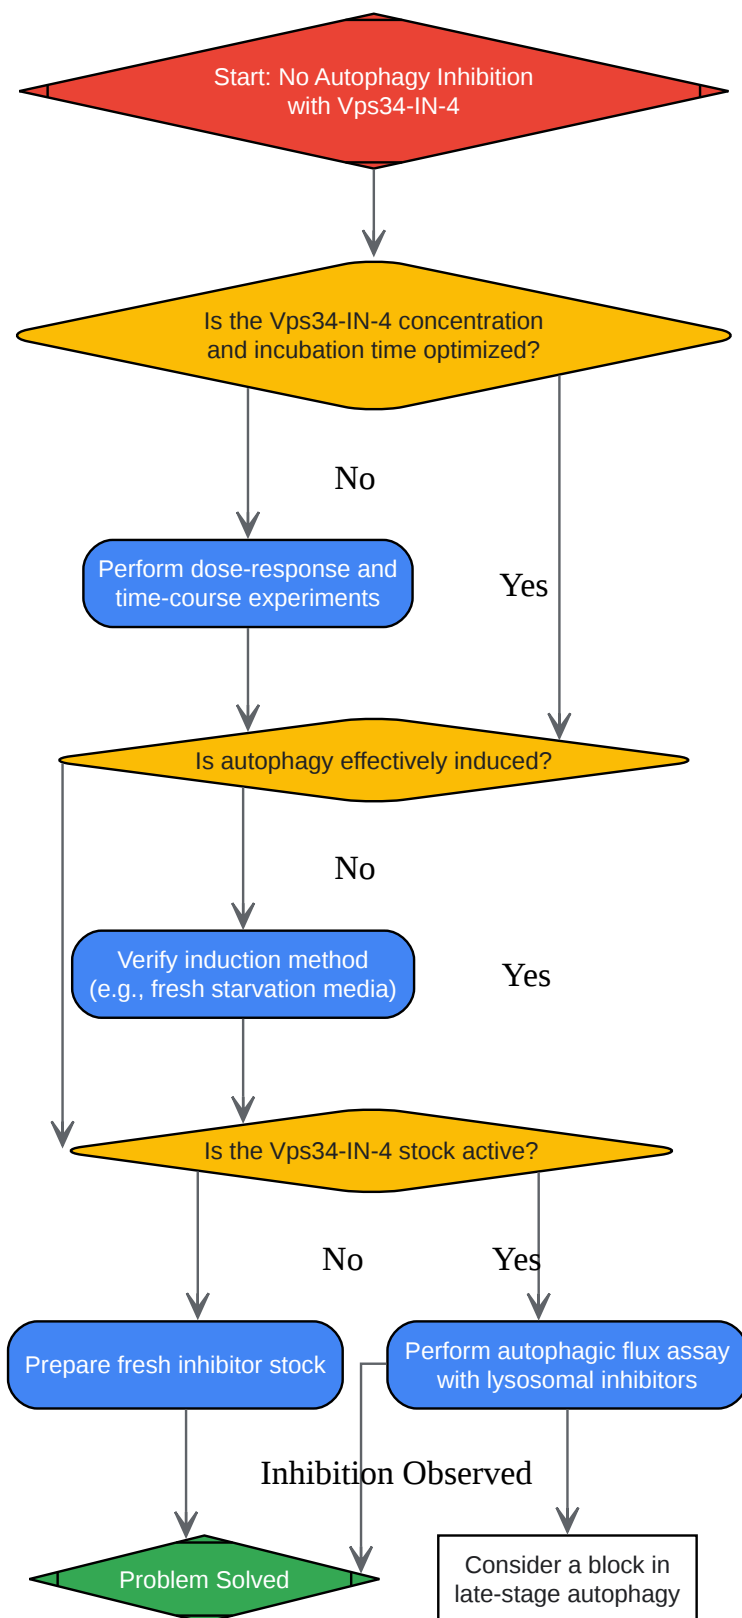 Start: No Autophagy Inhibition
with Vps34-IN-4
Is the Vps34-IN-4 concentration
and incubation time optimized?
No
Perform dose-response and
time-course experiments
Yes
Is autophagy effectively induced?
No
Verify induction method
(e.g., fresh starvation media)
Yes
Is the Vps34-IN-4 stock active?
No
Yes
Prepare fresh inhibitor stock
Perform autophagic flux assay
with lysosomal inhibitors
Inhibition Observed
Problem Solved
Consider a block in
late-stage autophagy